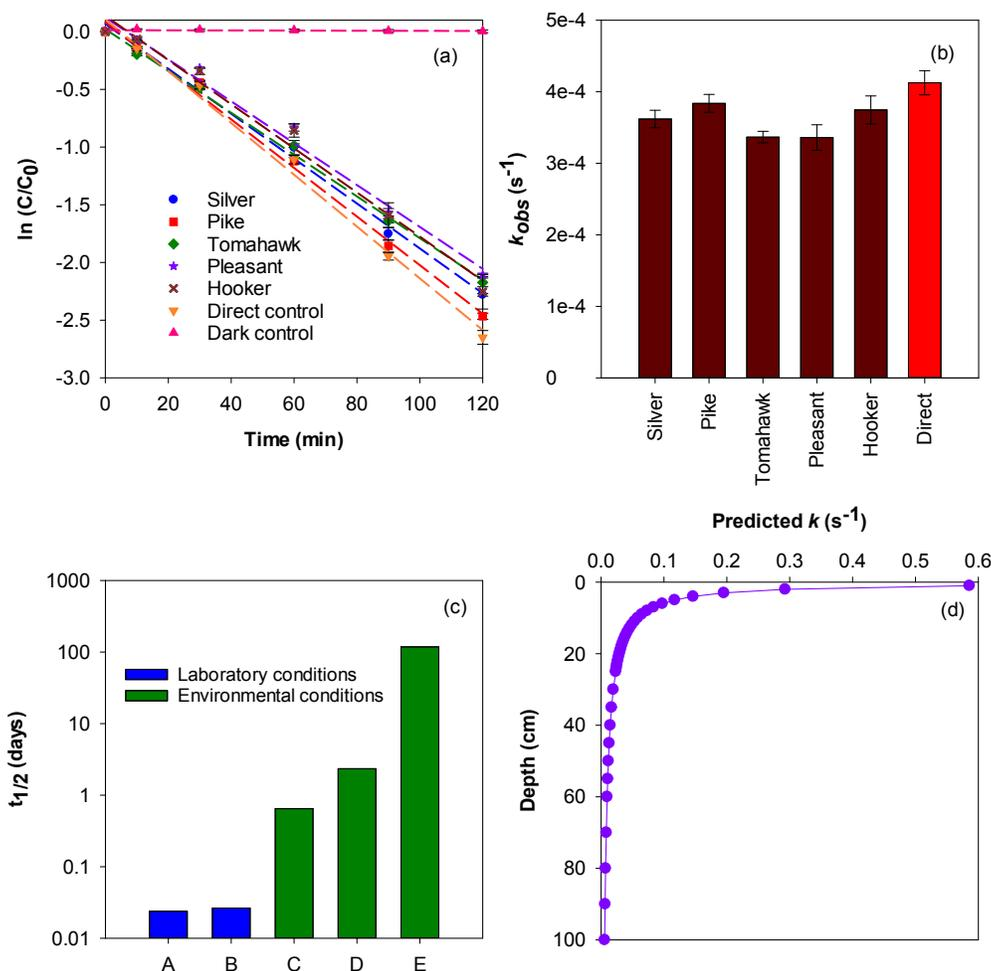 0.0
-0.5
-1.0
-1.5
-2.0
-2.5
-3.0
ln (C/C0)
(a)
Silver
Pike
Tomahawk
Pleasant
Hooker
Direct control
Dark control
0 20 40 60 80 100 120
Time (min)
5e-4
4e-4
3e-4
2e-4
1e-4
0
kobs (s-1)
(b)
Silver
Pike
Tomahawk
Pleasant
Hooker
Direct
1000
100
10
1
0.1
0.01
t1/2 (days)
(c)
Laboratory conditions
Environmental conditions
A B C D E
Predicted k (s-1)
0.0 0.1 0.2 0.3 0.4 0.5 0.6
0
20
40
60
80
100
Depth (cm)
(d)